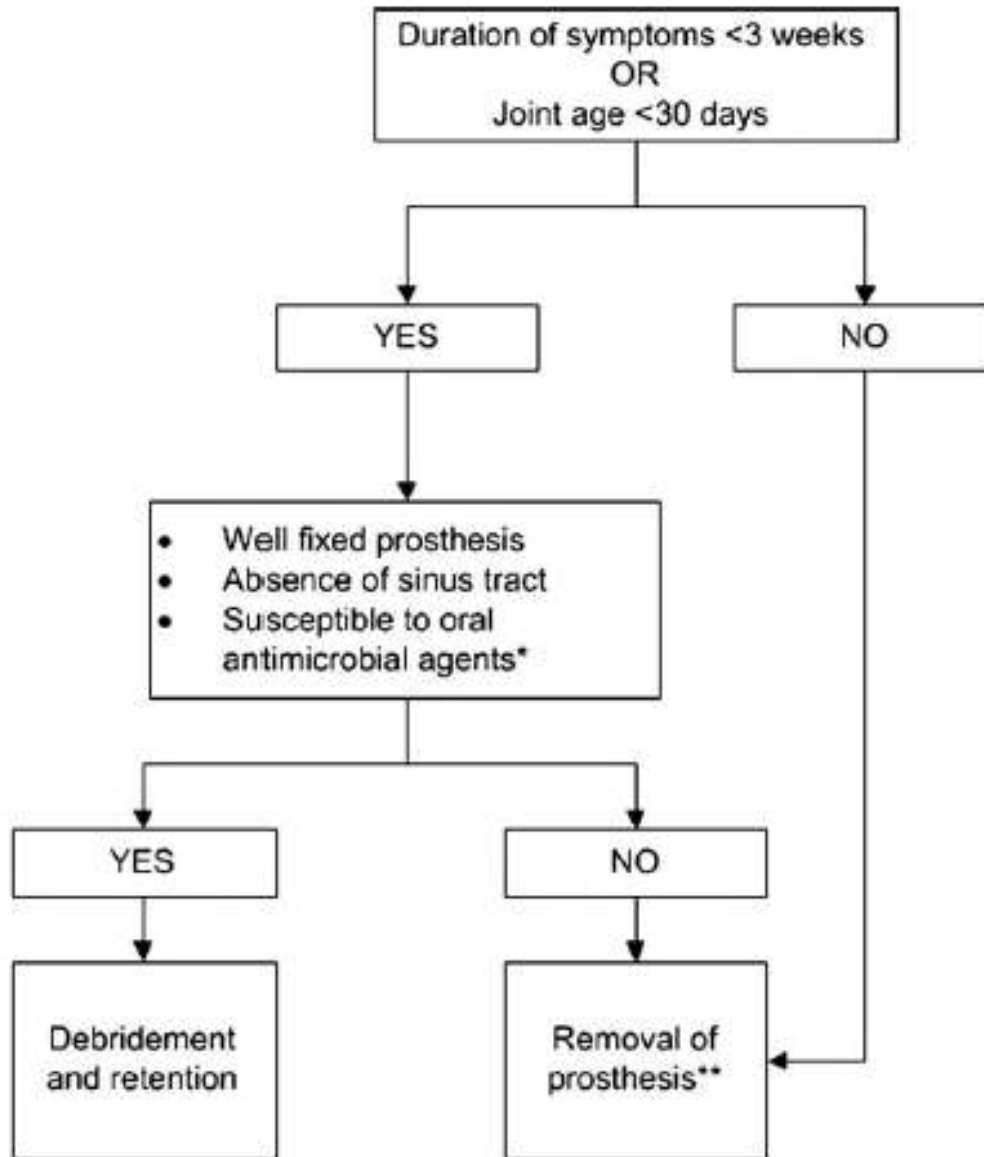 Duration of symptoms <3 weeks
OR
Joint age <30 days
YES
NO
• Well fixed prosthesis
• Absence of sinus tract
• Susceptible to oral
antimicrobial agents*
YES
NO
Debridement
and retention
Removal of
prosthesis**